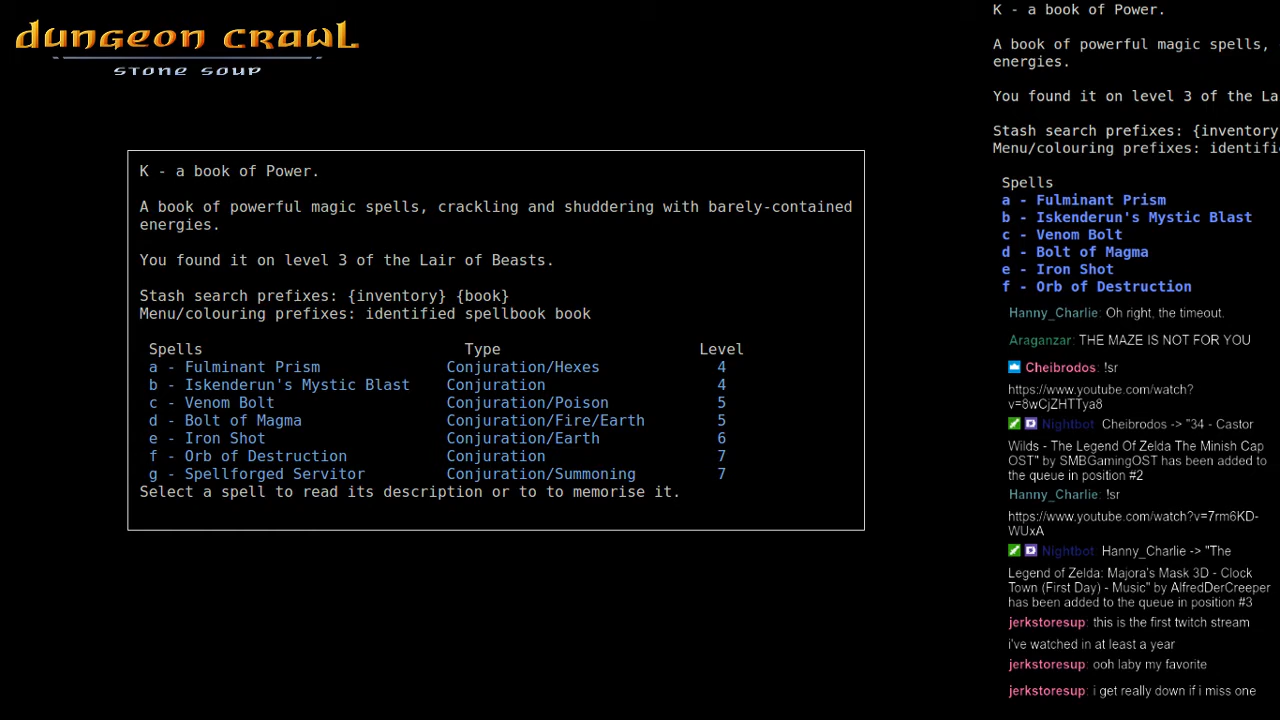 dungeon crawl
stone soup
K - a book of Power.
A book of powerful magic spells, crackling and shuddering with barely-contained
energies.
You found it on level 3 of the Lair of Beasts.
Stash search prefixes: {inventory} {book}
Menu/colouring prefixes: identified spellbook book
Spells Type Level
a - Fulminant Prism Conjuration/Hexes 4
b - Iskenderun's Mystic Blast Conjuration 4
c - Venom Bolt Conjuration/Poison 5
d - Bolt of Magma Conjuration/Fire/Earth 5
e - Iron Shot Conjuration/Earth 6
f - Orb of Destruction Conjuration 7
g - Spellforged Servitor Conjuration/Summoning 7
Select a spell to read its description or to to memorise it.
K - a book of Power.
A book of powerful magic spells,
energies.
You found it on level 3 of the La
Stash search prefixes: {inventory
Menu/colouring prefixes: identifi
Spells
a - Fulminant Prism
b - Iskenderun's Mystic Blast
c - Venom Bolt
d - Bolt of Magma
e - Iron Shot
f - Orb of Destruction
Hanny_Charlie: Oh right, the timeout.
Araganzar: THE MAZE IS NOT FOR YOU
Cheibrodos: !sr
https://www.youtube.com/watch?
v=8wCjZHTTya8
Nightbot: Cheibrodos -> "34 - Castor
Wilds - The Legend Of Zelda The Minish Cap
OST" by SMBGamingOST has been added to
the queue in position #2
Hanny_Charlie: !sr
https://www.youtube.com/watch?v=7rm6KD-
WUxA
Nightbot: Hanny_Charlie -> "The
Legend of Zelda: Majora's Mask 3D - Clock
Town (First Day) - Music" by AlfredDerCreeper
has been added to the queue in position #3
jerkstoresup: this is the first twitch stream
i've watched in at least a year
jerkstoresup: ooh laby my favorite
jerkstoresup: i get really down if i miss one